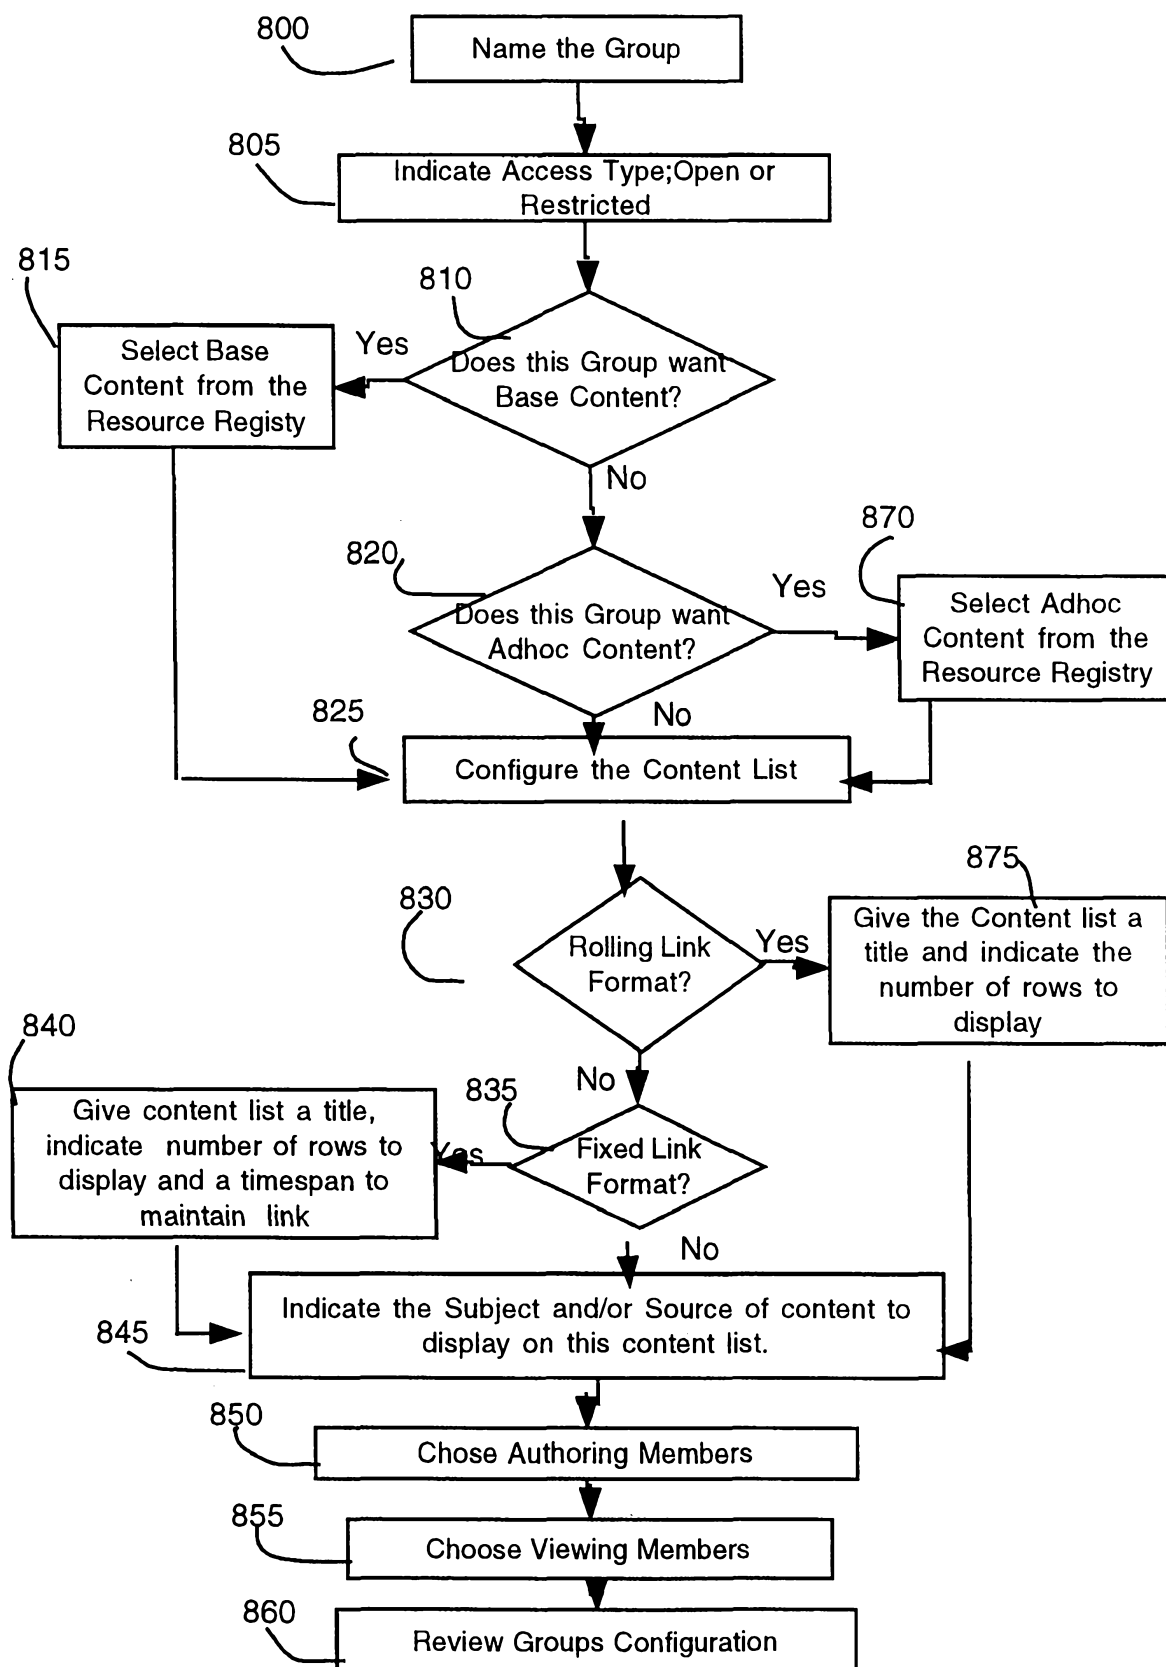 800
Name the Group
805
Indicate Access Type;Open or
Restricted
815
810
Select Base
Content from the
Resource Registy
Yes
Does this Group want
Base Content?
No
870
820
Does this Group want
Adhoc Content?
Yes
Select Adhoc
Content from the
Resource Registry
825
No
Configure the Content List
875
830
Rolling Link
Format?
Yes
Give the Content list a
title and indicate the
number of rows to
display
840
No
835
Give content list a title,
indicate number of rows to
display and a timespan to
maintain link
Yes
Fixed Link
Format?
No
Indicate the Subject and/or Source of content to
display on this content list.
845
850
Chose Authoring Members
855
Choose Viewing Members
860
Review Groups Configuration